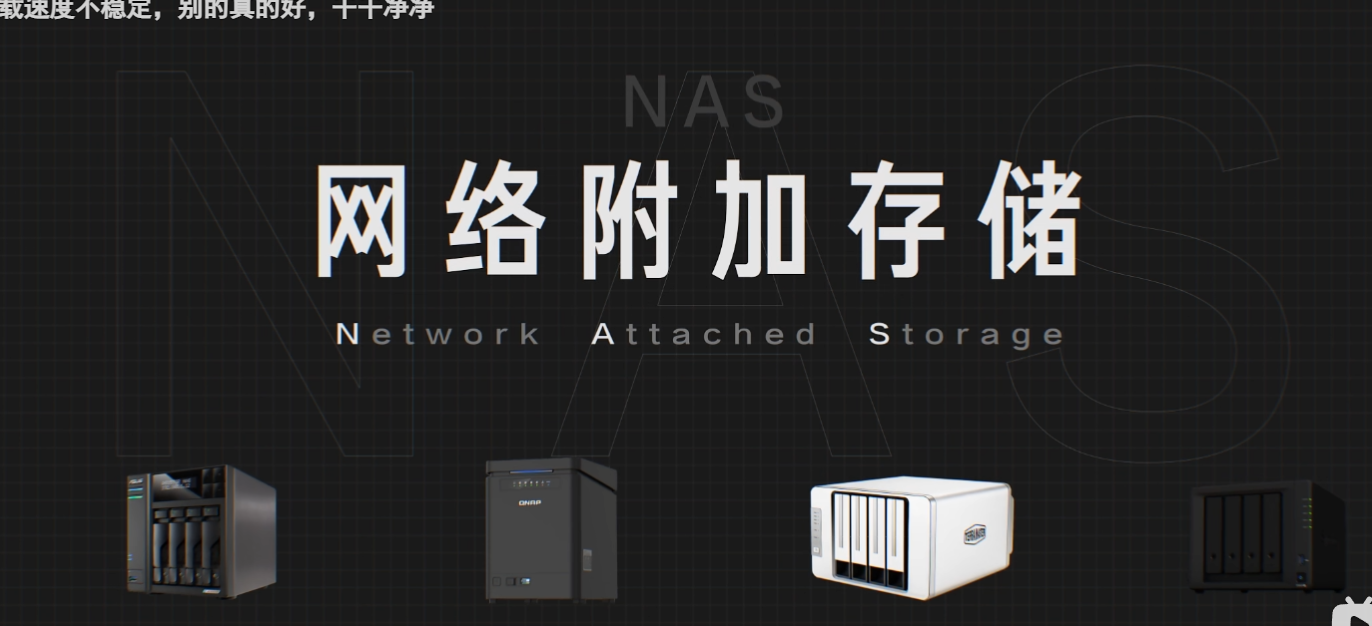 载速度不稳定，别的真的好，干干净净
NAS
网络附加存储
Network Attached Storage
QNAP